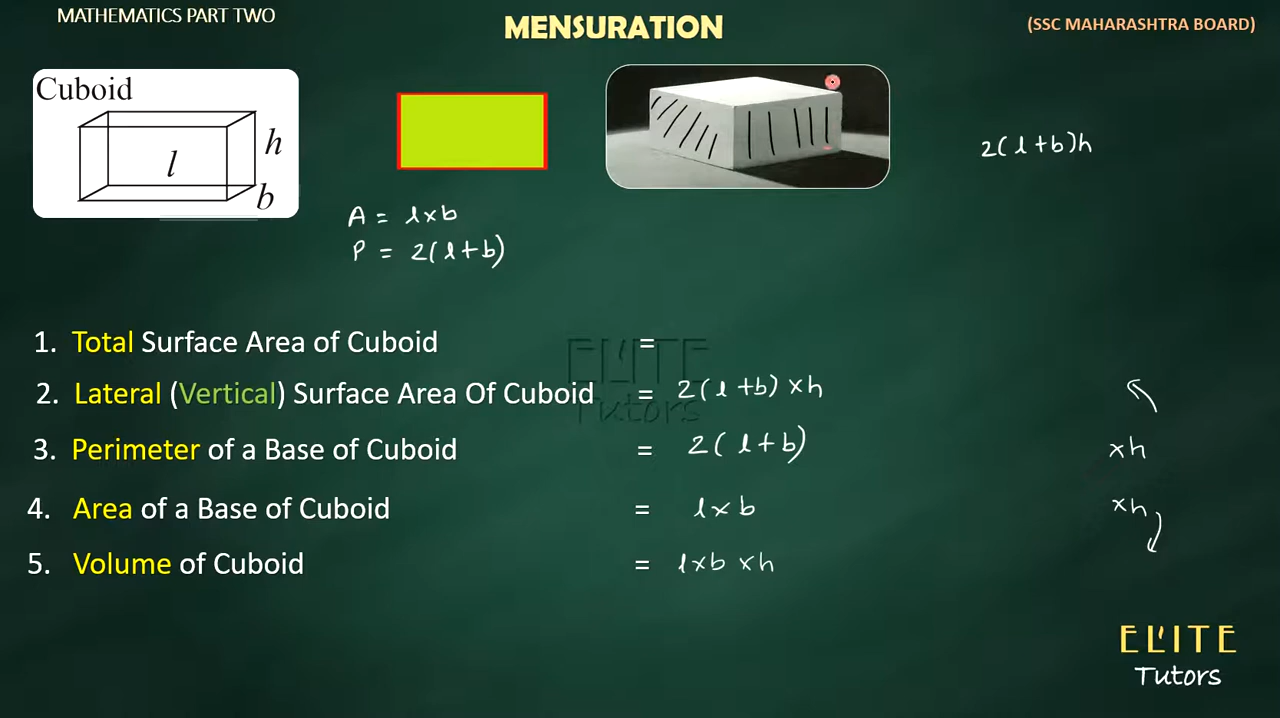 MATHEMATICS PART TWO
MENSURATION
(SSC MAHARASHTRA BOARD)
Cuboid
h
l
b
2(l+b)h
A = l×b
P = 2(l+b)
1. Total Surface Area of Cuboid =
2. Lateral (Vertical) Surface Area Of Cuboid = 2(l+b)×h
3. Perimeter of a Base of Cuboid = 2(l+b) ×h
4. Area of a Base of Cuboid = l×b ×h
5. Volume of Cuboid = l×b×h
ELITE
Tutors
ELITE
Tutors